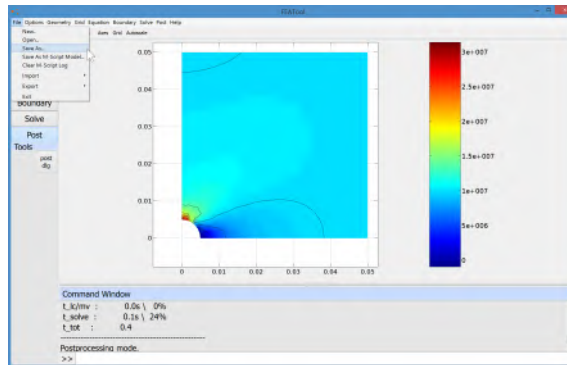 FEATool
File Options Geometry Grid Equation Boundary Solve Post Help
New..
Open..
Save As..
Save As M-Script Model..
Clear M-Script Log
Import
Export
Exit
Axes Grid Automate
Boundary
Solve
Post
Tools
post
dlg
0.05
0.04
0.03
0.02
0.01
0
0 0.01 0.02 0.03 0.04 0.05
3e+007
2.5e+007
2e+007
1.5e+007
1e+007
5e+006
0
Command Window
t_lc/mv : 0.0s \ 0%
t_solve : 0.1s \ 24%
t_tot : 0.4
--------------------------------------------
Postprocessing mode.
>>